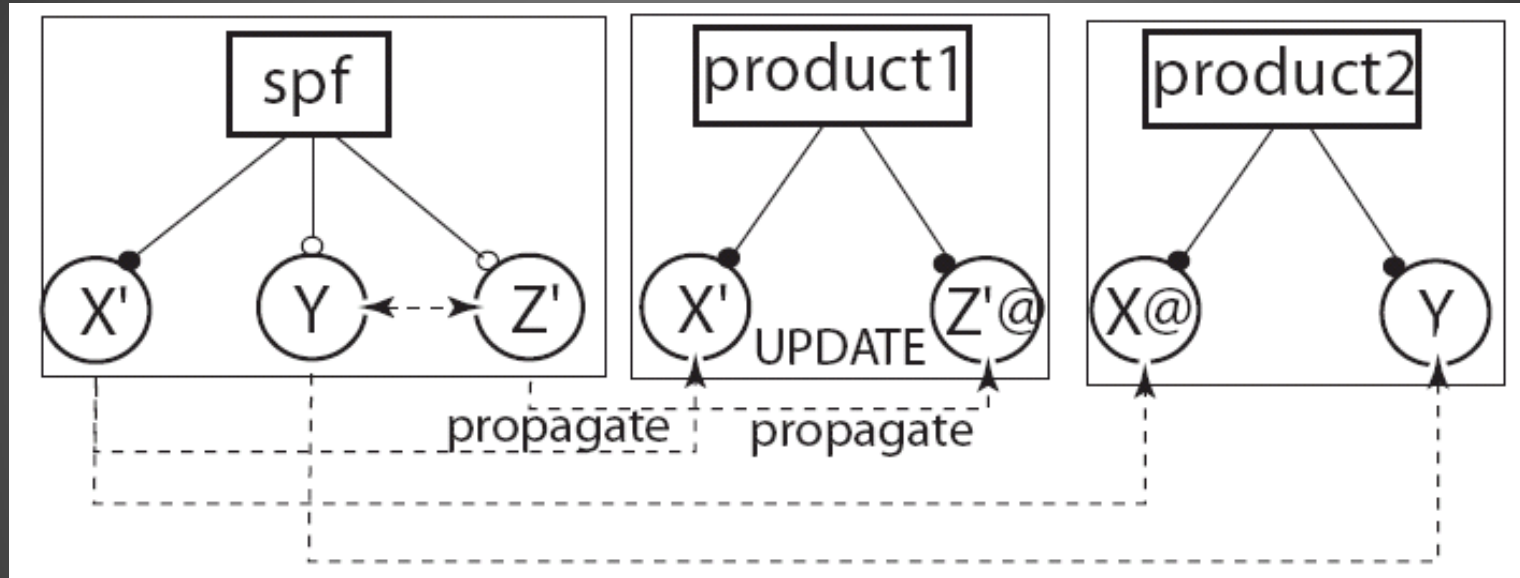 spf
product1
product2
X'
Y
Z'
X'
UPDATE
Z'@
X@
Y
propagate
propagate